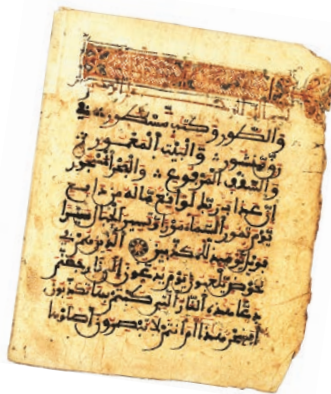 والطور وكتب مسطور في
رق منشور والبيت المعمور
والسقف المرفوع والبحر المسجور
إن عذاب ربك لواقع ما له من دافع
يوم تمور السماء مورا وتسير الجبال سيرا
فويل يومئذ للمكذبين الذين هم في
خوض يلعبون يوم يدعون إلى نار جهنم
دعا هذه النار التي كنتم بها تكذبون
أفسحر هذا أم أنتم لا تبصرون اصلوها